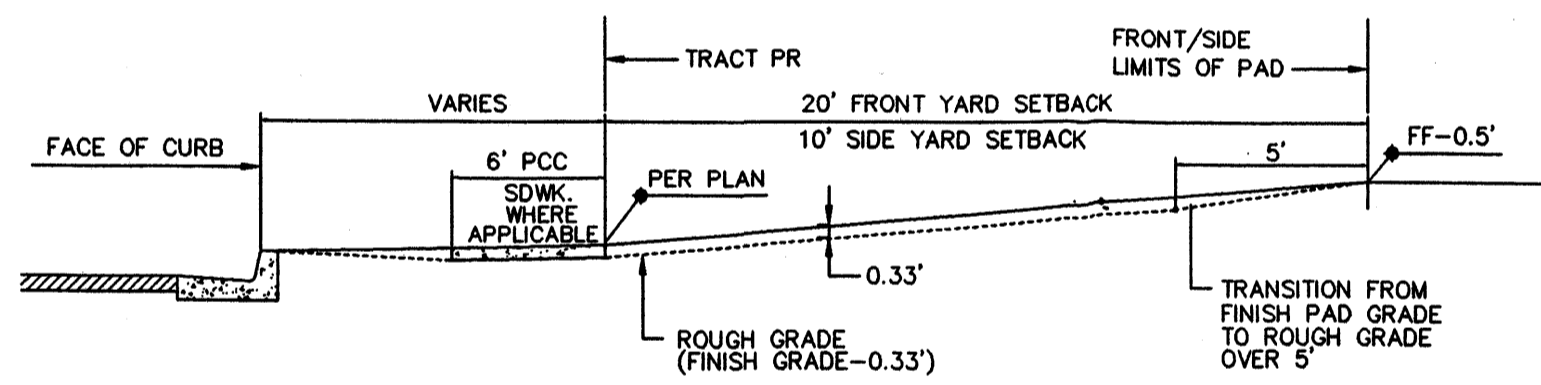 TRACT PR
FRONT/SIDE
LIMITS OF PAD
VARIES
20' FRONT YARD SETBACK
10' SIDE YARD SETBACK
FACE OF CURB
6' PCC
SDWK.
WHERE
APPLICABLE
PER PLAN
5'
FF-0.5'
0.33'
ROUGH GRADE
(FINISH GRADE-0.33')
TRANSITION FROM
FINISH PAD GRADE
TO ROUGH GRADE
OVER 5'